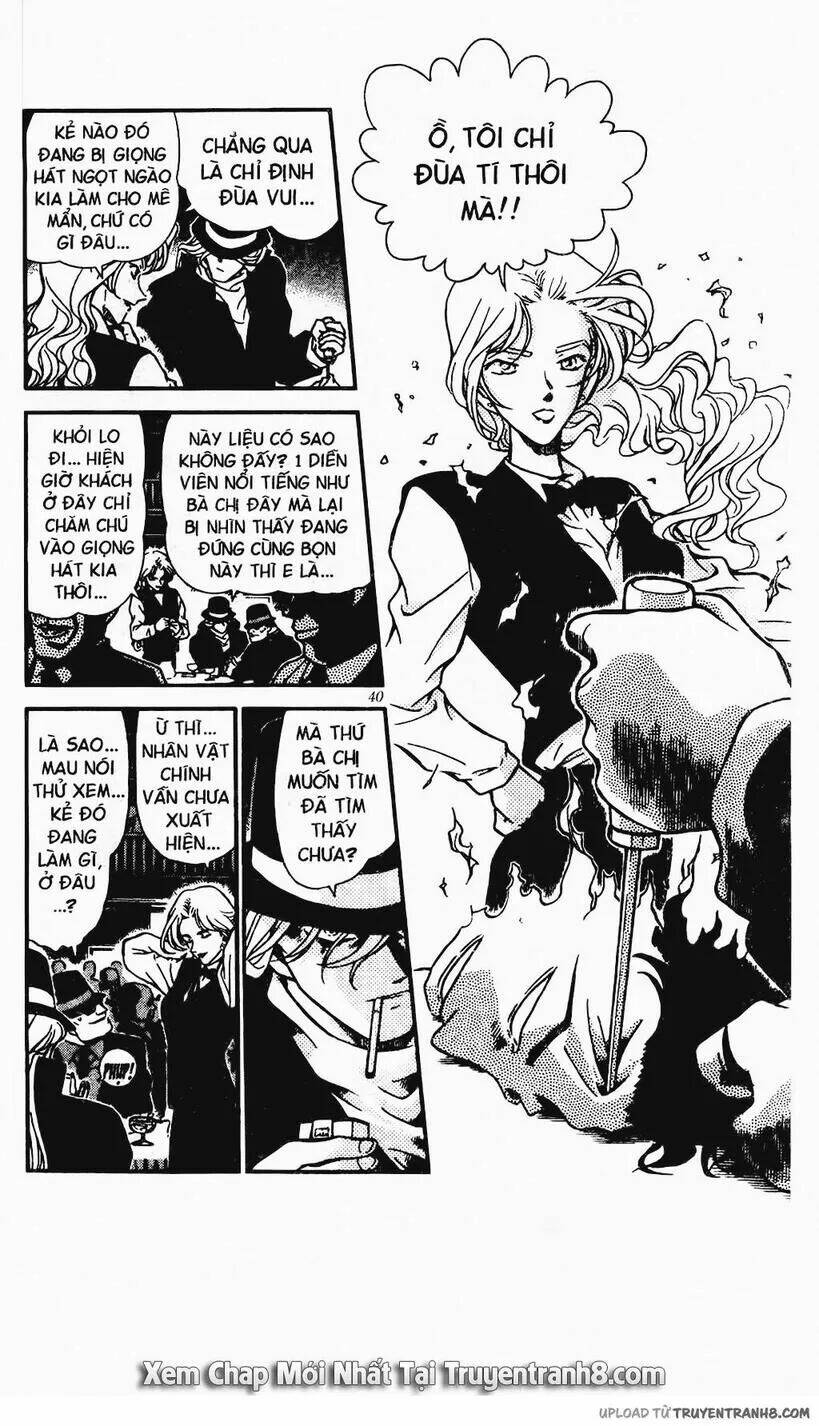 Ồ, TÔI CHỈ
ĐÙA TÍ THÔI
MÀ!!
CHẲNG QUA
LÀ CHỈ ĐỊNH
ĐÙA VUI...
KẺ NÀO ĐÓ
ĐANG BỊ GIỌNG
HÁT NGỌT NGÀO
KIA LÀM CHO MÊ
MẨN, CHỨ CÓ
GÌ ĐÂU...
NÀY LIỆU CÓ SAO
KHÔNG ĐẤY? 1 DIỄN
VIÊN NỔI TIẾNG NHƯ
BÀ CHỊ ĐÂY MÀ LẠI
BỊ NHÌN THẤY ĐANG
ĐỨNG CÙNG BỌN
NÀY THÌ E LÀ...
KHỎI LO
ĐI... HIỆN
GIỜ KHÁCH
Ở ĐÂY CHỈ
CHĂM CHÚ
VÀO GIỌNG
HÁT KIA
THÔI...
40
MÀ THỨ
BÀ CHỊ
MUỐN TÌM
ĐÃ TÌM
THẤY
CHƯA?
Ừ THÌ...
NHÂN VẬT
CHÍNH
VẪN CHƯA
XUẤT
HIỆN...
LÀ SAO...
MAU NÓI
THỬ XEM...
KẺ ĐÓ
ĐANG
LÀM GÌ,
Ở ĐÂU
...?
PHỤP!
Xem Chap Mới Nhất Tại Truyentranh8.com
UPLOAD TỪ TRUYENTRANH8.COM